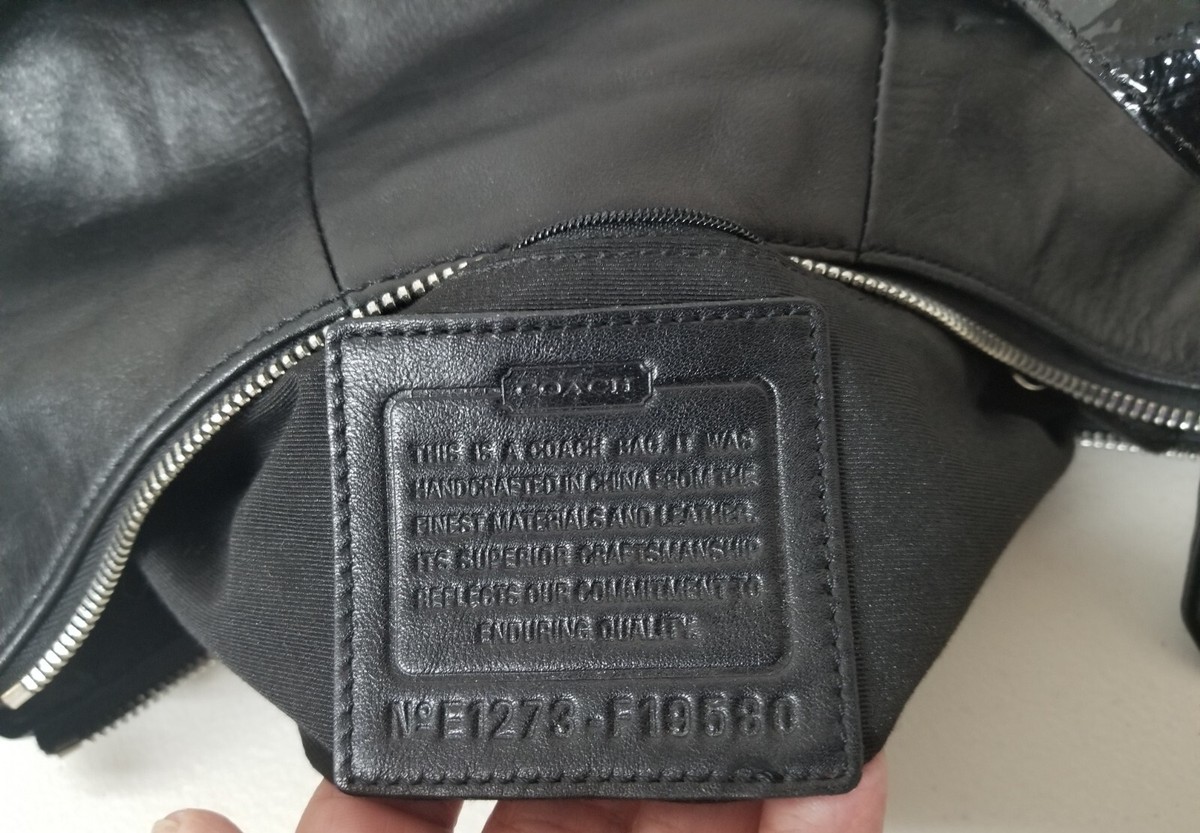 COACH
THIS IS A COACH BAG. IT WAS
HANDCRAFTED IN CHINA FROM THE
FINEST MATERIALS AND LEATHER.
ITS SUPERIOR CRAFTSMANSHIP
REFLECTS OUR COMMITMENT TO
ENDURING QUALITY.
NºE1273-F19580